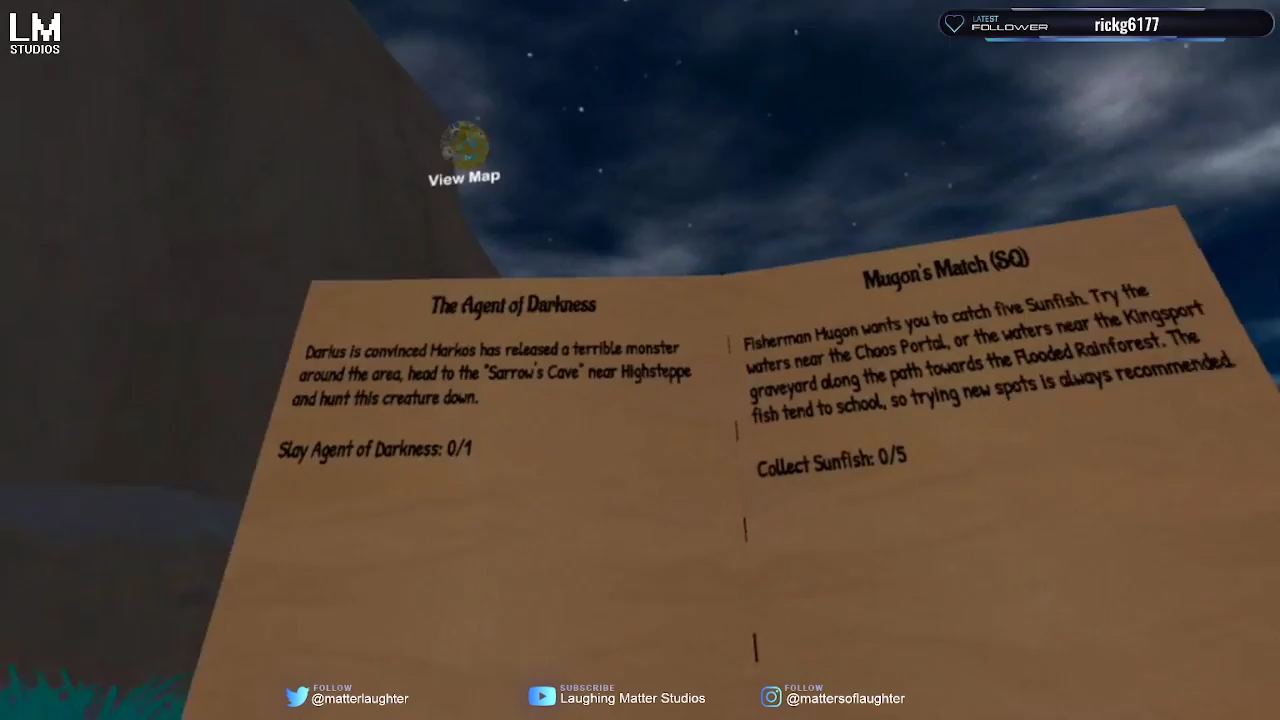 LM
STUDIOS
LATEST
FOLLOWER
rickg6177
View Map
The Agent of Darkness
Darius is convinced Markos has released a terrible monster
around the area, head to the "Sarrow's Cave" near Highsteppe
and hunt this creature down.
Slay Agent of Darkness: 0/1
Mugon's Match (SQ)
Fisherman Mugon wants you to catch five Sunfish. Try the
waters near the Chaos Portal, or the waters near the Kingsport
graveyard along the path towards the Flooded Rainforest. The
fish tend to school, so trying new spots is always recommended.
Collect Sunfish: 0/5
FOLLOW
@matterlaughter
SUBSCRIBE
Laughing Matter Studios
FOLLOW
@mattersoflaughter